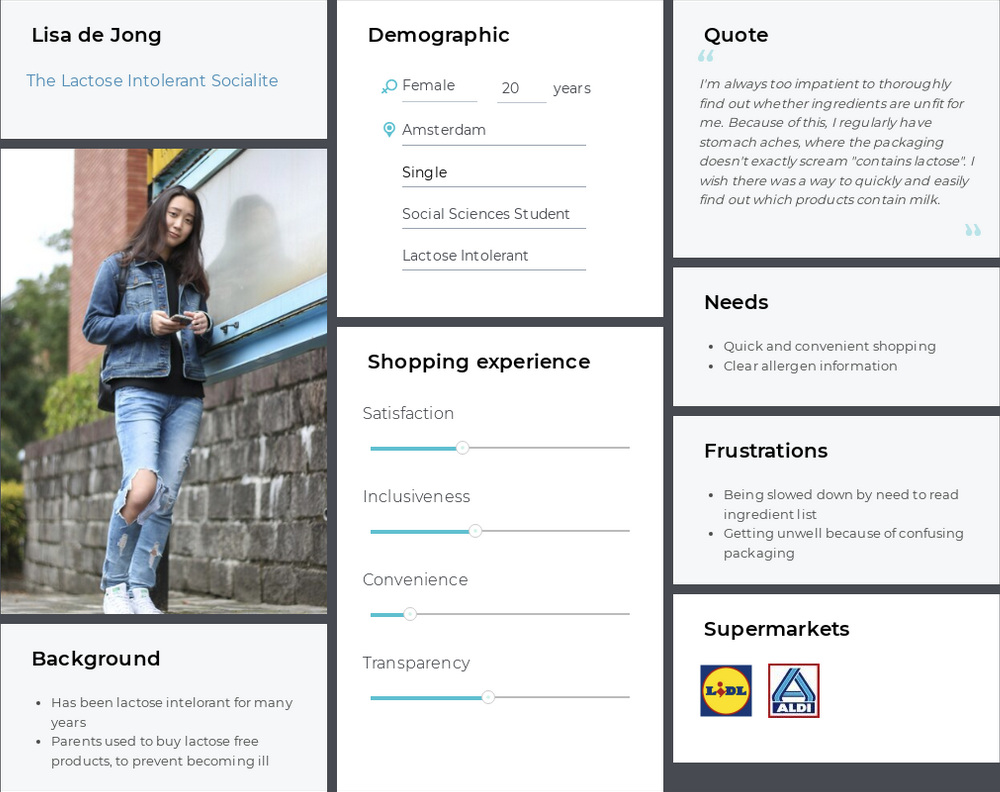 Lisa de Jong
The Lactose Intolerant Socialite
Background
Has been lactose intelorant for many
years
Parents used to buy lactose free
products, to prevent becoming ill
Demographic
Female 20 years
Amsterdam
Single
Social Sciences Student
Lactose Intolerant
Shopping experience
Satisfaction
Inclusiveness
Convenience
Transparency
Quote
“
I'm always too impatient to thoroughly
find out whether ingredients are unfit for
me. Because of this, I regularly have
stomach aches, where the packaging
doesn't exactly scream "contains lactose". I
wish there was a way to quickly and easily
find out which products contain milk.
”
Needs
Quick and convenient shopping
Clear allergen information
Frustrations
Being slowed down by need to read
ingredient list
Getting unwell because of confusing
packaging
Supermarkets
LIDL
ALDI